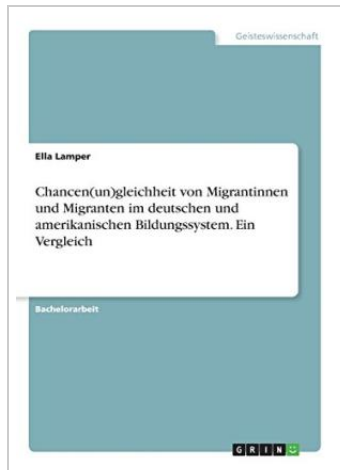 Geisteswissenschaft
Ella Lamper
Chancen(un)gleichheit von Migrantinnen
und Migranten im deutschen und
amerikanischen Bildungssystem. Ein
Vergleich
Bachelorarbeit
GRIN